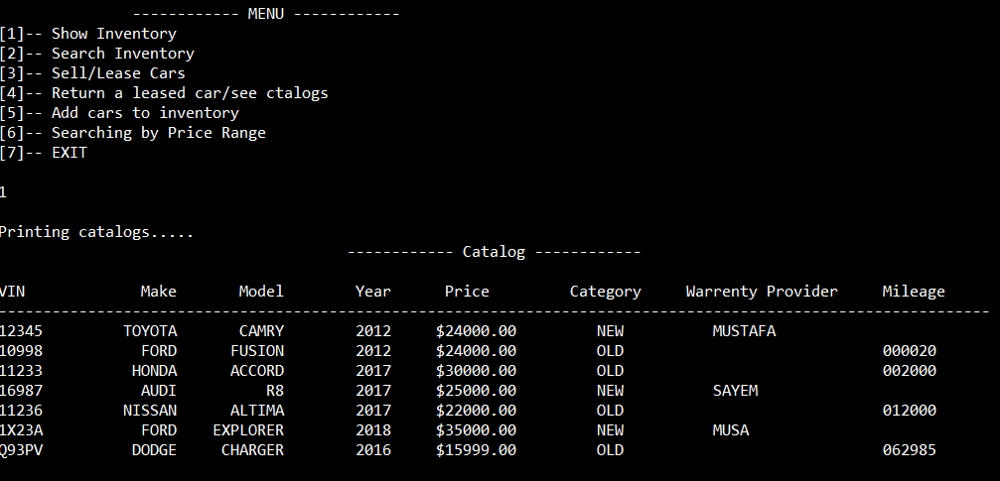 ------------ MENU ------------
[1]-- Show Inventory
[2]-- Search Inventory
[3]-- Sell/Lease Cars
[4]-- Return a leased car/see ctalogs
[5]-- Add cars to inventory
[6]-- Searching by Price Range
[7]-- EXIT
1
Printing catalogs.....
------------ Catalog ------------
VIN Make Model Year Price Category Warrenty Provider Mileage
---------------------------------------------------------------------------------------------------------------
12345 TOYOTA CAMRY 2012 $24000.00 NEW MUSTAFA
10998 FORD FUSION 2012 $24000.00 OLD 000020
11233 HONDA ACCORD 2017 $30000.00 OLD 002000
16987 AUDI R8 2017 $25000.00 NEW SAYEM
11236 NISSAN ALTIMA 2017 $22000.00 OLD 012000
1X23A FORD EXPLORER 2018 $35000.00 NEW MUSA
Q93PV DODGE CHARGER 2016 $15999.00 OLD 062985